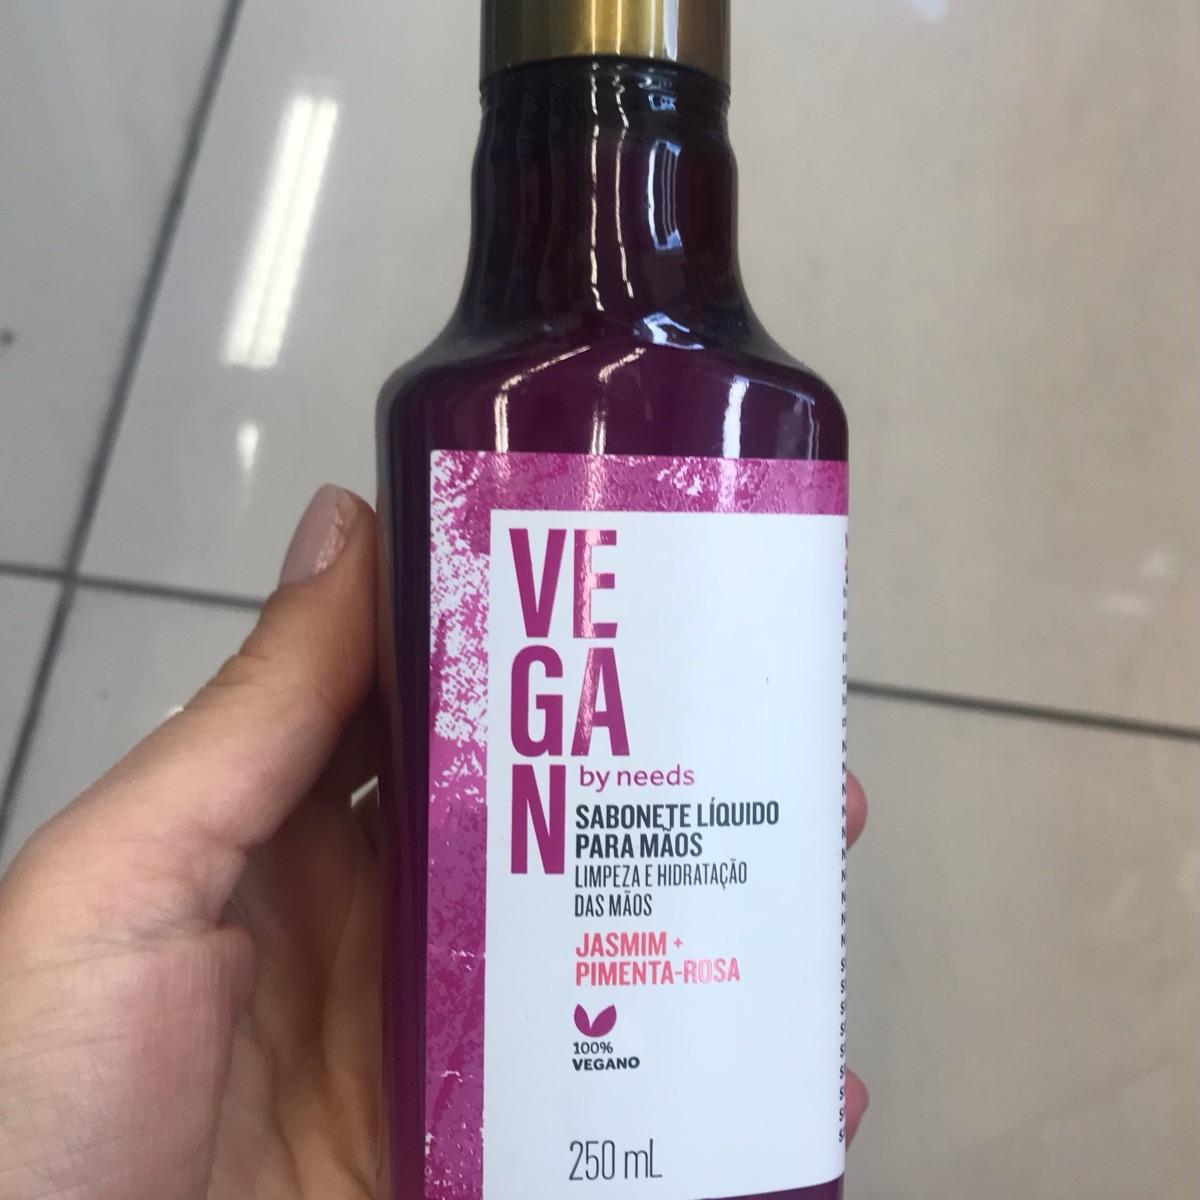 VE
GA
N
by needs
SABONETE LÍQUIDO
PARA MÃOS
LIMPEZA E HIDRATAÇÃO
DAS MÃOS
JASMIM +
PIMENTA-ROSA
100%
VEGANO
250 mL